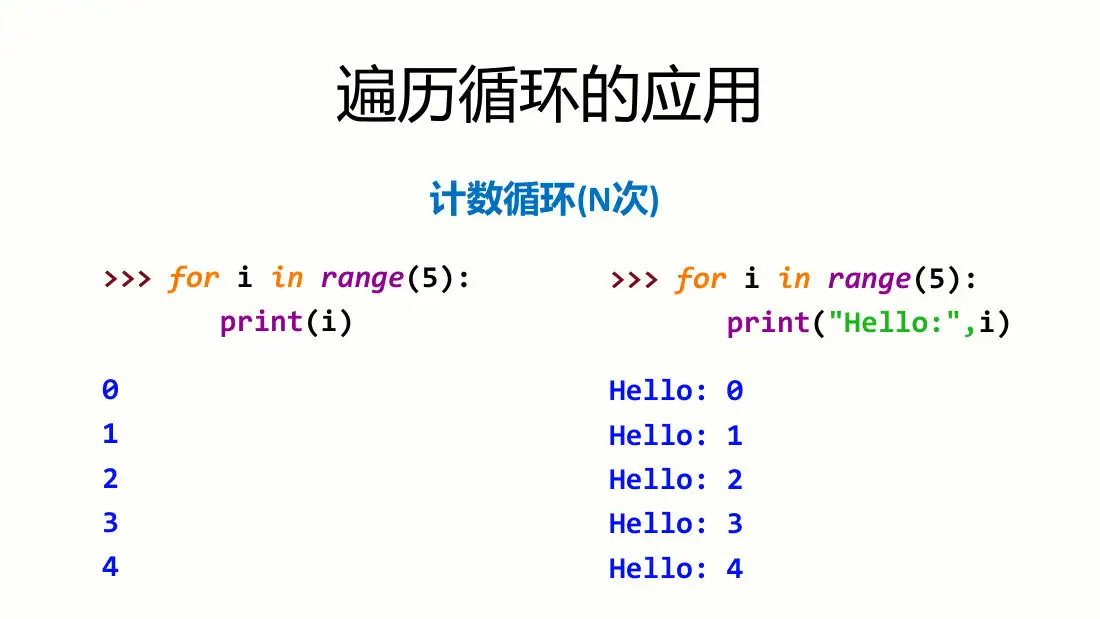 遍历循环的应用
计数循环(N次)
>>> for i in range(5):
print(i)
0
1
2
3
4
>>> for i in range(5):
print("Hello:",i)
Hello: 0
Hello: 1
Hello: 2
Hello: 3
Hello: 4